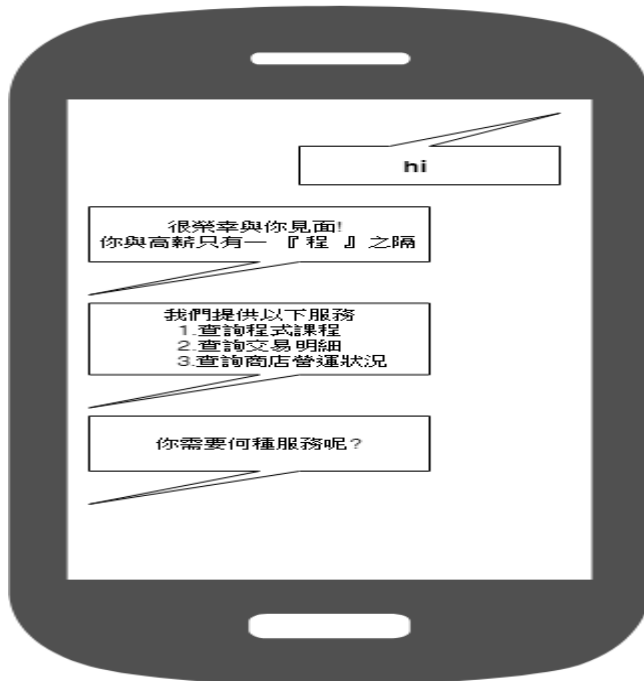 hi
很榮幸與你見面!
你與高薪只有一 『 程 』之隔
我們提供以下服務
1.查詢程式課程
2.查詢交易明細
3.查詢商店營運狀況
你需要何種服務呢?